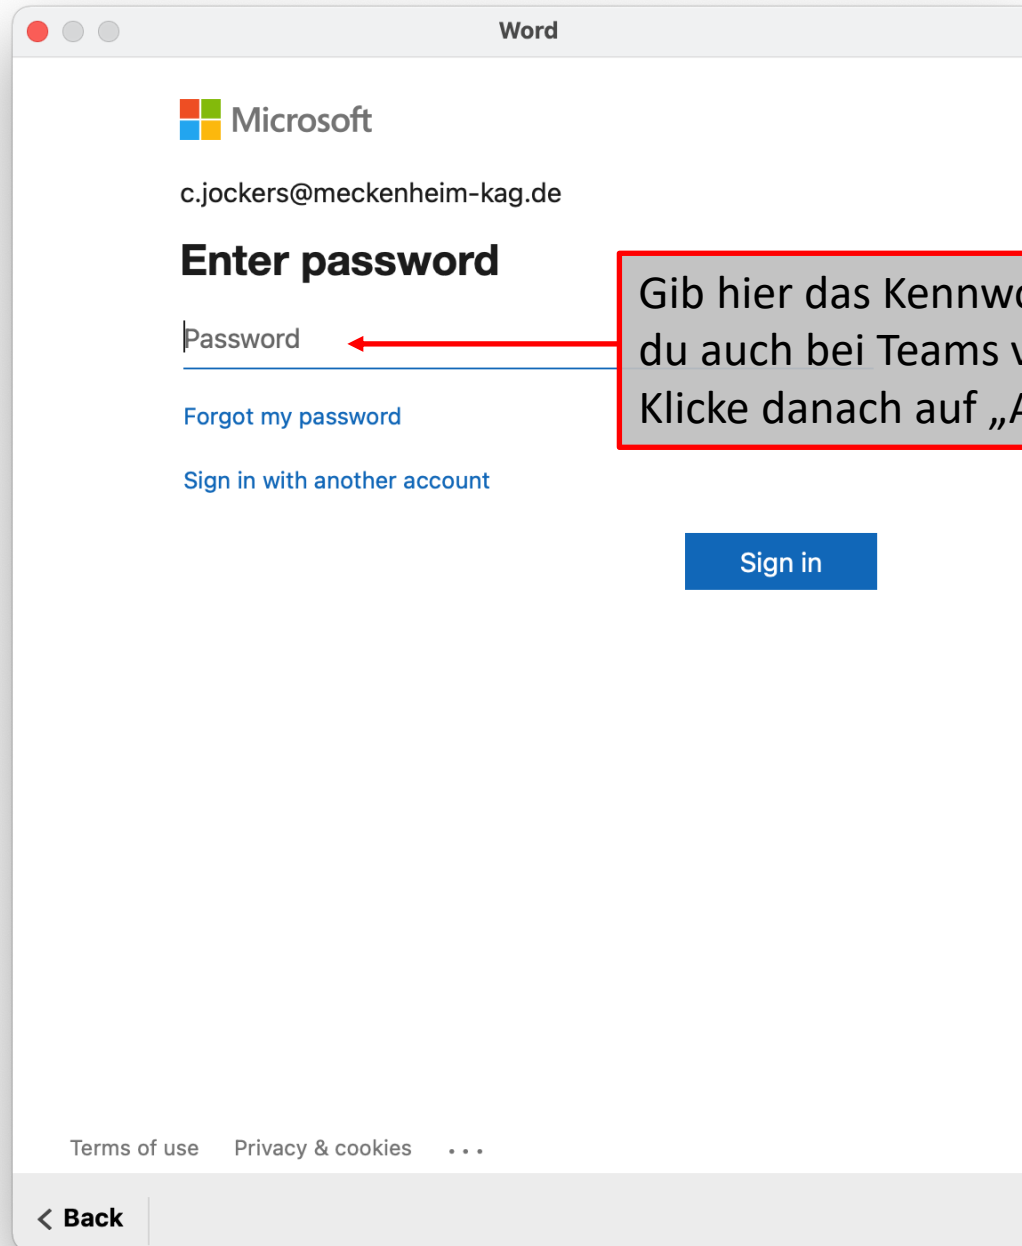 Word
Microsoft
c.jockers@meckenheim-kag.de
Enter password
Gib hier das
Password
du auch bei Teams
Klicke danach auf
Forgot my password
Sign in with another account
Sign in
Terms of use Privacy & cookies ...
< Back